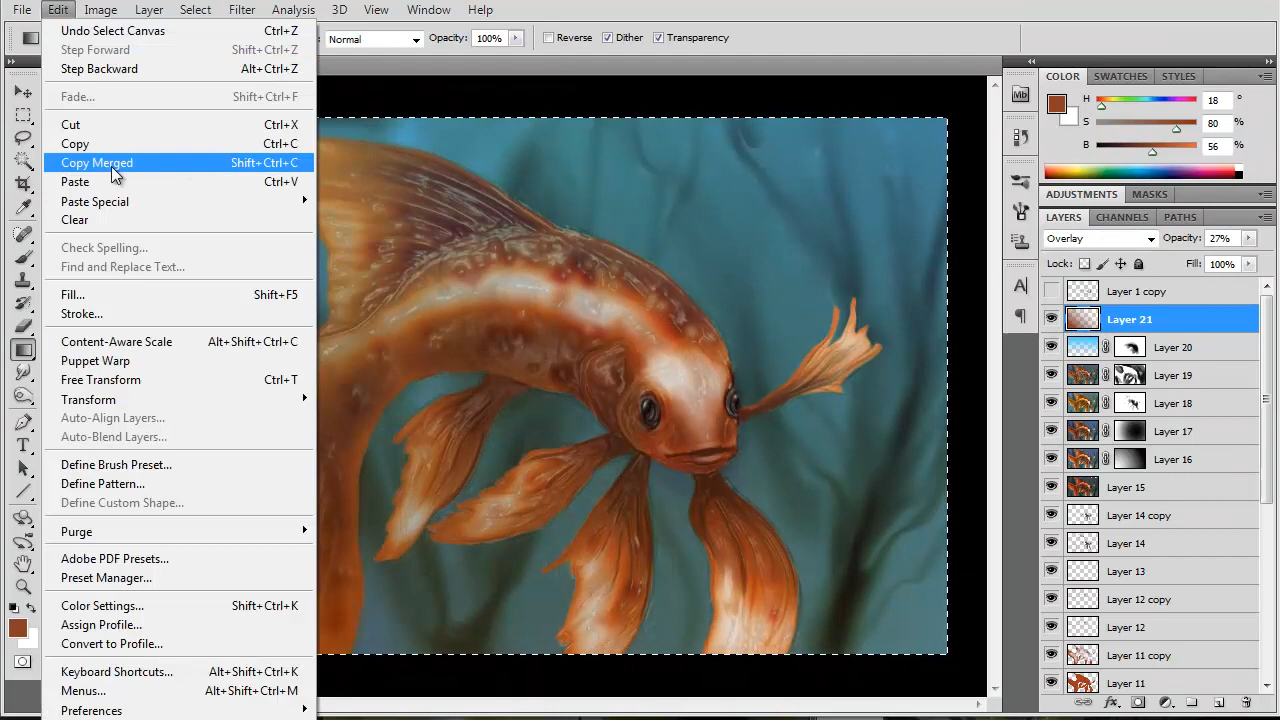 File Edit Image Layer Select Filter Analysis 3D View Window Help
Normal Opacity: 100% Reverse Dither Transparency
Undo Select Canvas Ctrl+Z
Step Forward Shift+Ctrl+Z
Step Backward Alt+Ctrl+Z
Fade... Shift+Ctrl+F
Cut Ctrl+X
Copy Ctrl+C
Copy Merged Shift+Ctrl+C
Paste Ctrl+V
Paste Special
Clear
Check Spelling...
Find and Replace Text...
Fill... Shift+F5
Stroke...
Content-Aware Scale Alt+Shift+Ctrl+C
Puppet Warp
Free Transform Ctrl+T
Transform
Auto-Align Layers...
Auto-Blend Layers...
Define Brush Preset...
Define Pattern...
Define Custom Shape...
Purge
Adobe PDF Presets...
Preset Manager...
Color Settings... Shift+Ctrl+K
Assign Profile...
Convert to Profile...
Keyboard Shortcuts... Alt+Shift+Ctrl+K
Menus... Alt+Shift+Ctrl+M
Preferences
Mb
COLOR SWATCHES STYLES
H 18 °
S 80 %
B 56 %
ADJUSTMENTS MASKS
LAYERS CHANNELS PATHS
Overlay Opacity: 27%
Lock: Fill: 100%
Layer 1 copy
Layer 21
Layer 20
Layer 19
Layer 18
Layer 17
Layer 16
Layer 15
Layer 14 copy
Layer 14
Layer 13
Layer 12 copy
Layer 12
Layer 11 copy
Layer 11